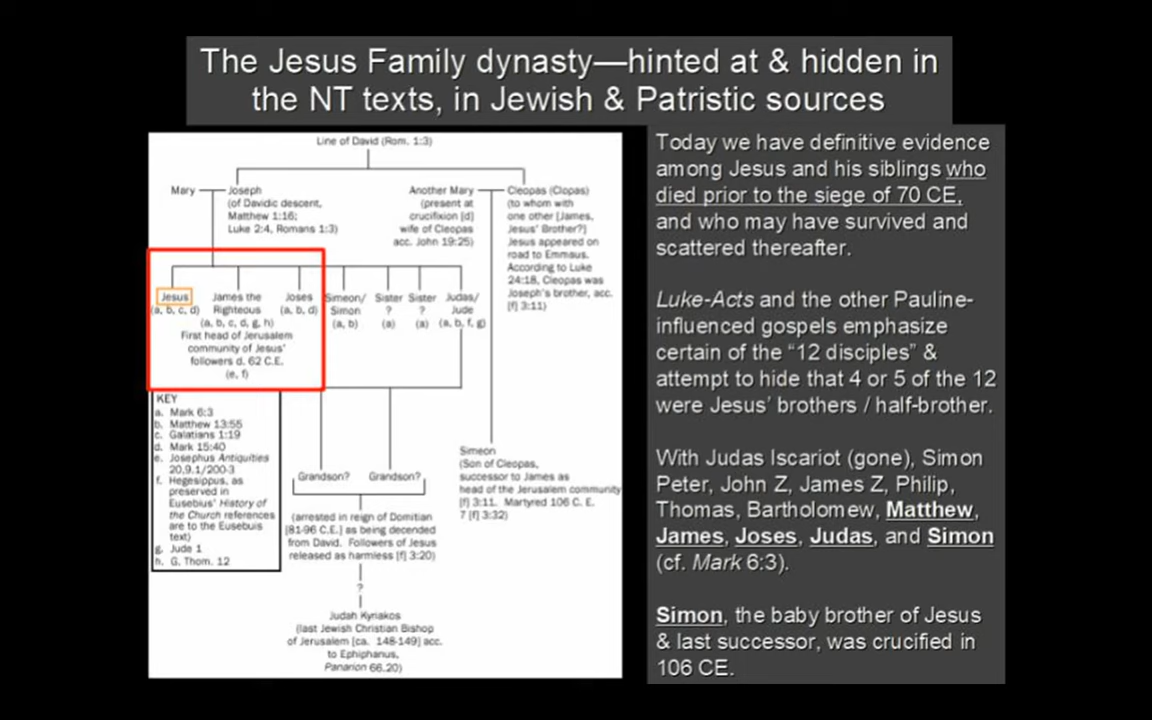 The Jesus Family dynasty—hinted at & hidden in
the NT texts, in Jewish & Patristic sources
Line of David (Rom. 1:3)
Mary
Joseph
(of Davidic descent,
Matthew 1:16;
Luke 2:4, Romans 1:3)
Another Mary
(present at
crucifixion [d]
wife of Cleopas
acc. John 19:25)
Cleopas (Clopas)
(to whom with
one other [James,
Jesus' Brother?]
Jesus appeared on
road to Emmaus.
According to Luke
24:18, Cleopas was
Joseph's brother, acc.
[f] 3:11)
Jesus
(a, b, c, d)
James the
Righteous
(a, b, c, d, g, h)
First head of Jerusalem
community of Jesus'
followers d. 62 C.E.
(e, f)
Joses
(a, b, d)
Simeon/
Simon
(a, b)
Sister
?
(a)
Sister
?
(a)
Judas/
Jude
(a, b, f, g)
KEY
a. Mark 6:3
b. Matthew 13:55
c. Galatians 1:19
d. Mark 15:40
e. Josephus Antiquities
20,9.1/200-3
f. Hegesippus, as
preserved in
Eusebius' History of
the Church references
are to the Eusebuis
text)
g. Jude 1
h. G. Thom. 12
Grandson?
Grandson?
(arrested in reign of Domitian
[81-96 C.E.] as being decended
from David. Followers of Jesus
released as harmless [f] 3:20)
?
Judah Kyriakos
(last Jewish Christian Bishop
of Jerusalem [ca. 148-149] acc.
to Ephiphanus,
Panarion 66.20)
Simeon
(Son of Cleopas,
successor to James as
head of the Jerusalem community
[f] 3:11. Martyred 106 C. E.
? [f] 3:32)
Today we have definitive evidence
among Jesus and his siblings who
died prior to the siege of 70 CE,
and who may have survived and
scattered thereafter.
Luke-Acts and the other Pauline-
influenced gospels emphasize
certain of the “12 disciples” &
attempt to hide that 4 or 5 of the 12
were Jesus’ brothers / half-brother.
With Judas Iscariot (gone), Simon
Peter, John Z, James Z, Philip,
Thomas, Bartholomew, Matthew,
James, Joses, Judas, and Simon
(cf. Mark 6:3).
Simon, the baby brother of Jesus
& last successor, was crucified in
106 CE.